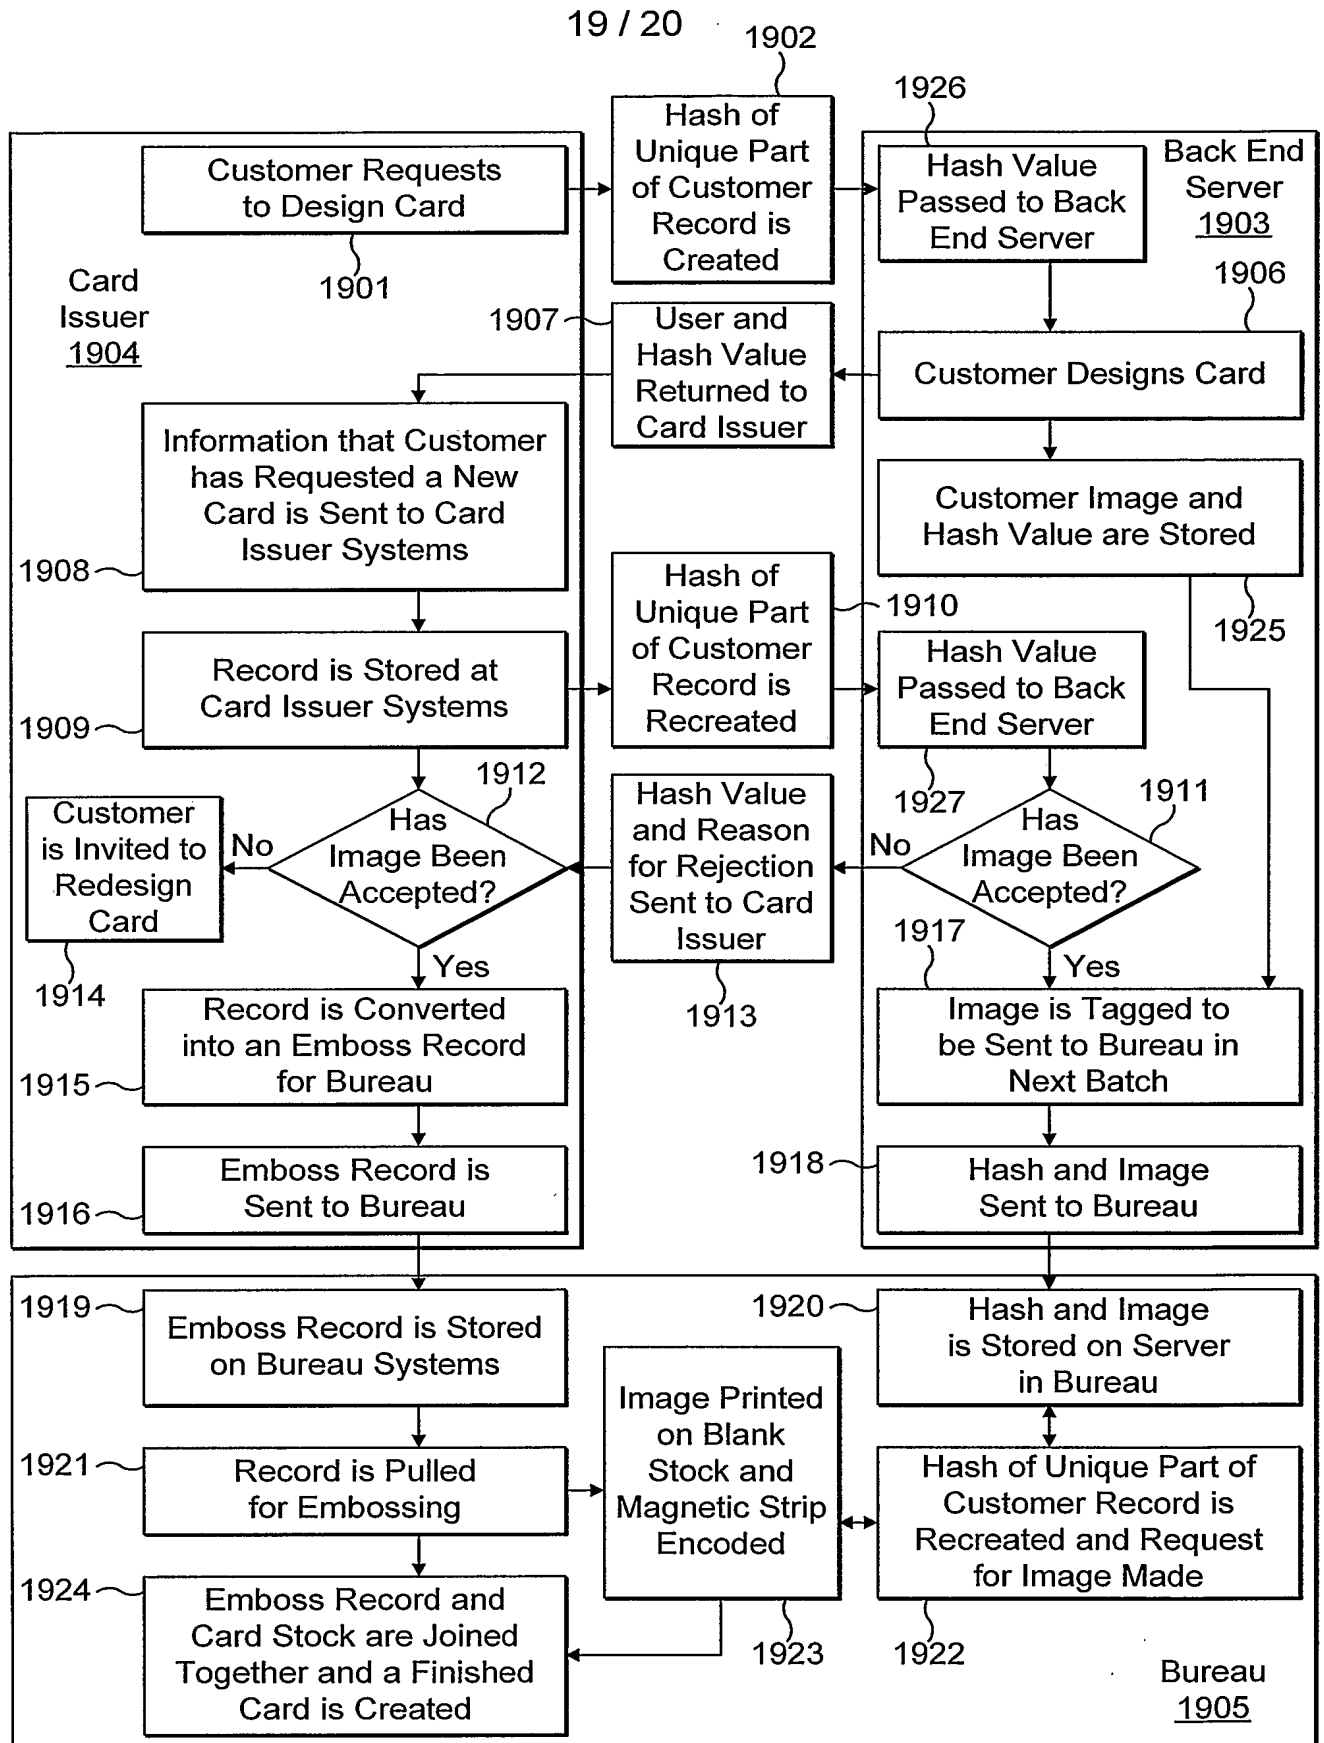 19 / 20
1902
Hash of
Unique Part
of Customer
Record is
Created
1926
Hash Value
Passed to Back
End Server
Back End
Server
1903
Customer Requests
to Design Card
1901
Card
Issuer
1904
1906
Customer Designs Card
1907
User and
Hash Value
Returned to
Card Issuer
Information that Customer
has Requested a New
Card is Sent to Card
Issuer Systems
1908
Customer Image and
Hash Value are Stored
1925
Record is Stored at
Card Issuer Systems
1909
Hash of
Unique Part
of Customer
Record is
Recreated
1910
Hash Value
Passed to Back
End Server
1927
1912
Has
Image Been
Accepted?
No
Customer
is Invited to
Redesign
Card
1914
Yes
Hash Value
and Reason
for Rejection
Sent to Card
Issuer
1913
1911
Has
Image Been
Accepted?
No
1917
Yes
Record is Converted
into an Emboss Record
for Bureau
1915
Image is Tagged to
be Sent to Bureau in
Next Batch
Emboss Record is
Sent to Bureau
1916
1918
Hash and Image
Sent to Bureau
1919
Emboss Record is Stored
on Bureau Systems
1920
Hash and Image
is Stored on Server
in Bureau
1921
Record is Pulled
for Embossing
Image Printed
on Blank
Stock and
Magnetic Strip
Encoded
1923
Hash of Unique Part of
Customer Record is
Recreated and Request
for Image Made
1922
1924
Emboss Record and
Card Stock are Joined
Together and a Finished
Card is Created
Bureau
1905